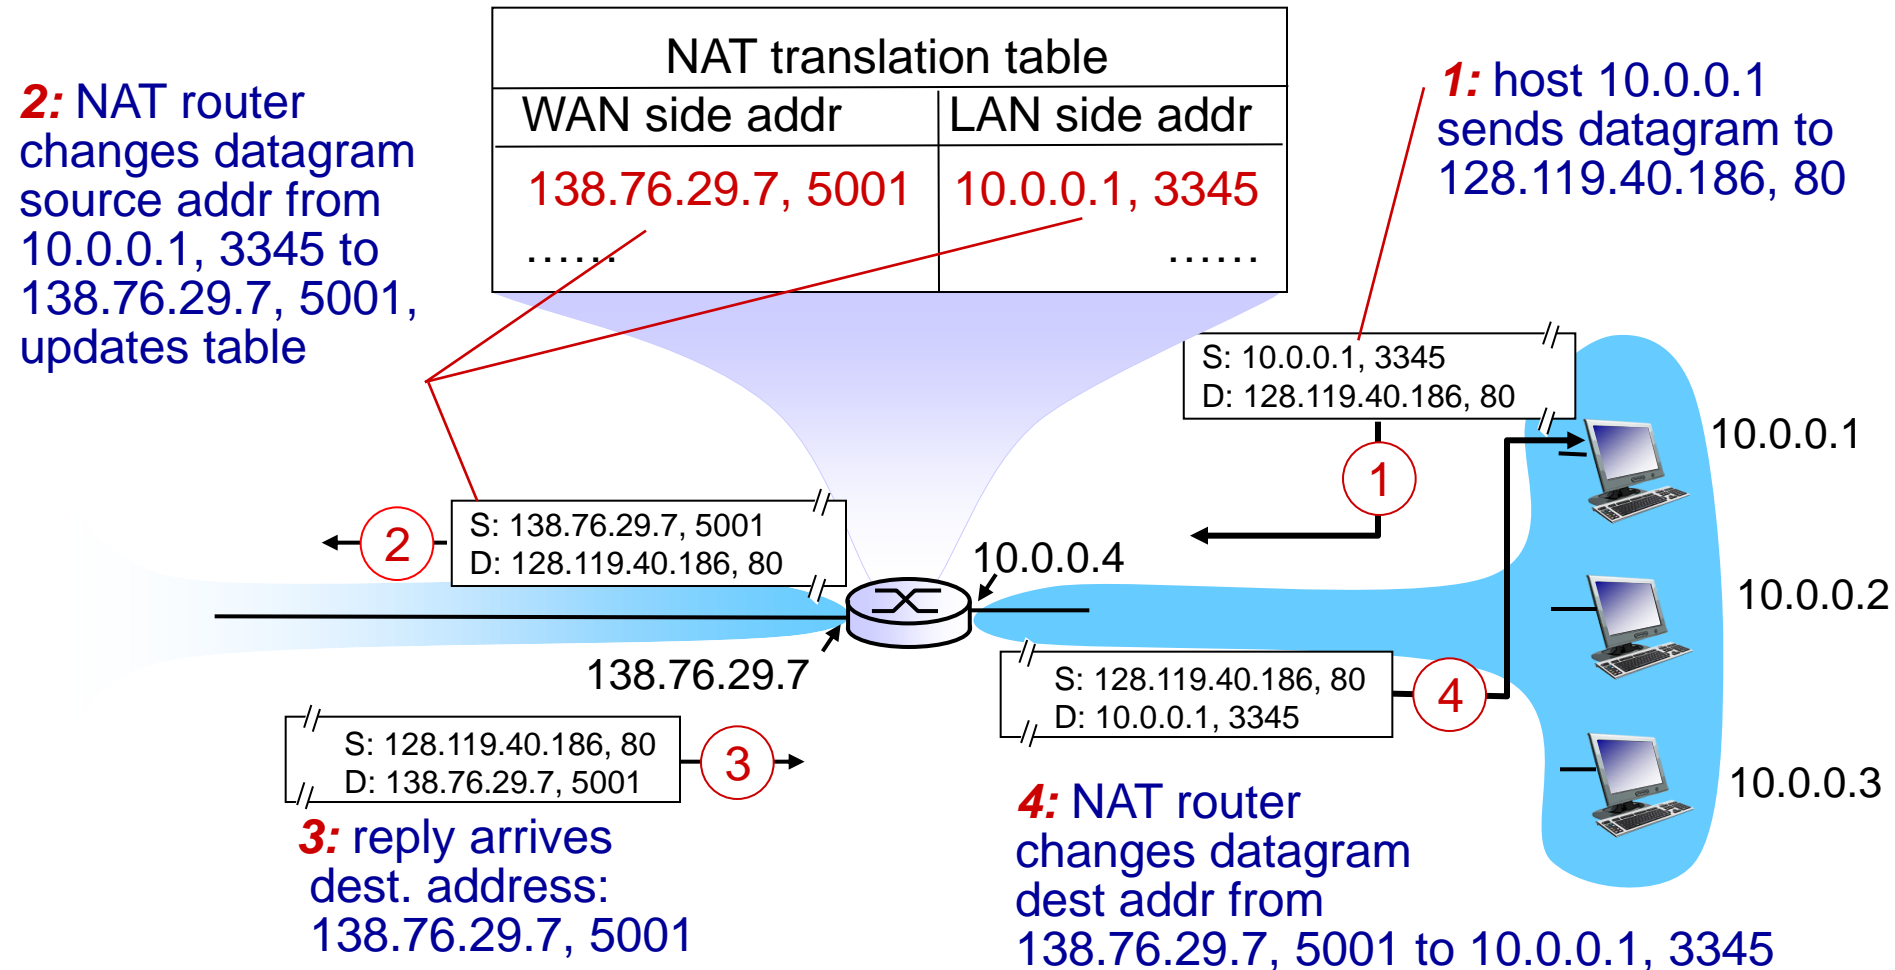 NAT translation table
WAN side addr LAN side addr
138.76.29.7, 5001 10.0.0.1, 3345
...... ......
2: NAT router
changes datagram
source addr from
10.0.0.1, 3345 to
138.76.29.7, 5001,
updates table
1: host 10.0.0.1
sends datagram to
128.119.40.186, 80
S: 10.0.0.1, 3345
D: 128.119.40.186, 80
1
10.0.0.1
S: 138.76.29.7, 5001
D: 128.119.40.186, 80
2
10.0.0.4
10.0.0.2
138.76.29.7
S: 128.119.40.186, 80
D: 10.0.0.1, 3345
4
S: 128.119.40.186, 80
D: 138.76.29.7, 5001
3
10.0.0.3
3: reply arrives
dest. address:
138.76.29.7, 5001
4: NAT router
changes datagram
dest addr from
138.76.29.7, 5001 to 10.0.0.1, 3345